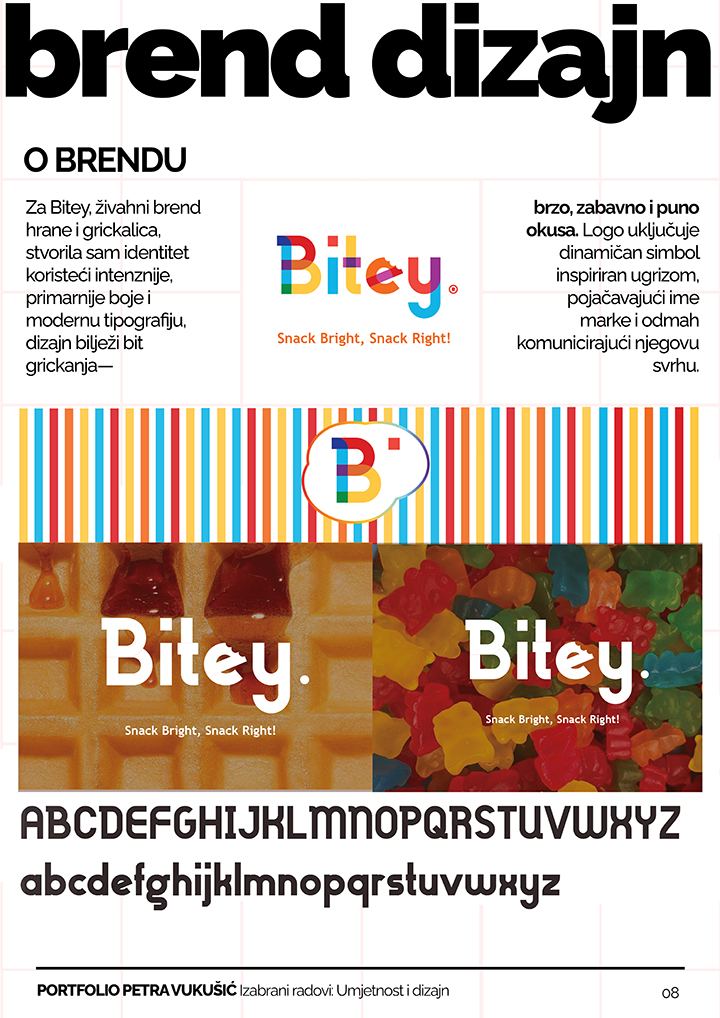 brend dizajn
O BRENDU
Za Bitey, živahni brend
hrane i grickalica,
stvorila sam identitet
koristeći intenznije,
primarnije boje i
modernu tipografiju,
dizajn bilježi bit
grickanja—
Bitey.
Snack Bright, Snack Right!
brzo, zabavno i puno
okusa. Logo uključuje
dinamičan simbol
inspiriran ugrizom,
pojačavajući ime
marke i odmah
komunicirajući njegovu
svrhu.
B
Bitey.
Snack Bright, Snack Right!
Bitey.
Snack Bright, Snack Right!
ABCDEFGHIJKLMNOPQRSTUVWXYZ
abcdefghijklmnopqrstuvwxyz
PORTFOLIO PETRA VUKUŠIĆ Izabrani radovi: Umjetnost i dizajn
08